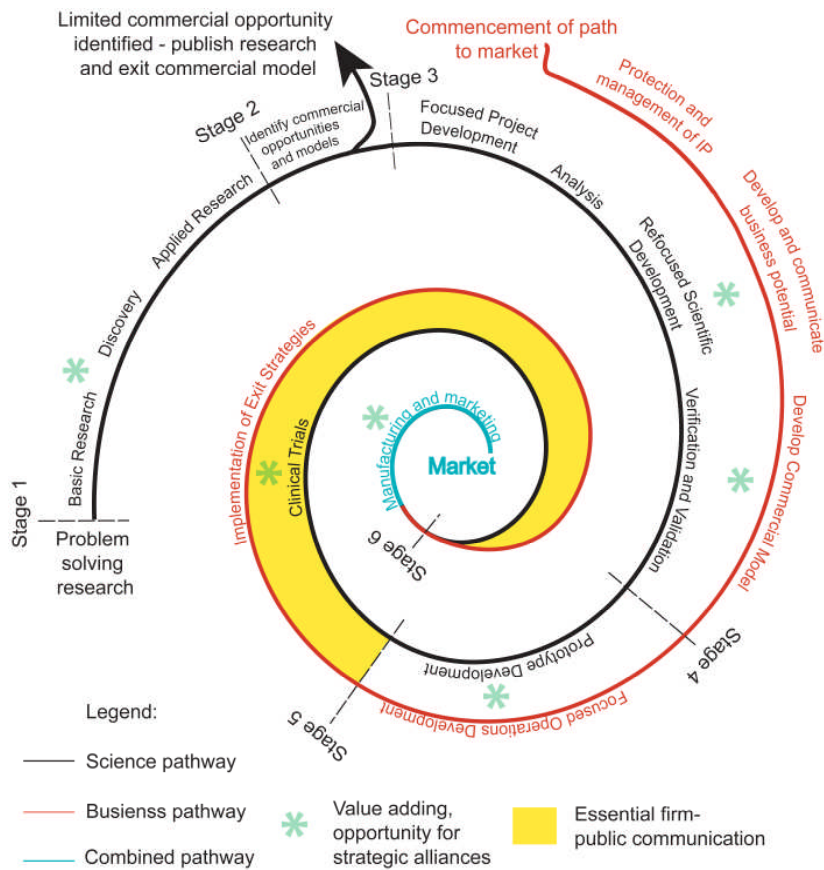 Limited commercial opportunity
identified - publish research
and exit commercial model
Commencement of path
to market
Stage 3
Stage 2
Identify commercial
opportunities
and models
Focused Project
Development
Protection and
management of IP
Applied Research
Analysis
Develop and communicate
business potential
Discovery
Refocused Scientific
Development
Basic Research
Implementation of Exit Strategies
Clinical Trials
Manufacturing and marketing
Market
Verification and Validation
Develop Commercial Model
Stage 1
Problem
solving
research
Stage 6
Stage 4
Prototype Development
Focused Operations Development
Stage 5
Legend:
Science pathway
Busienss pathway
Combined pathway
Value adding,
opportunity for
strategic alliances
Essential firm-
public communication